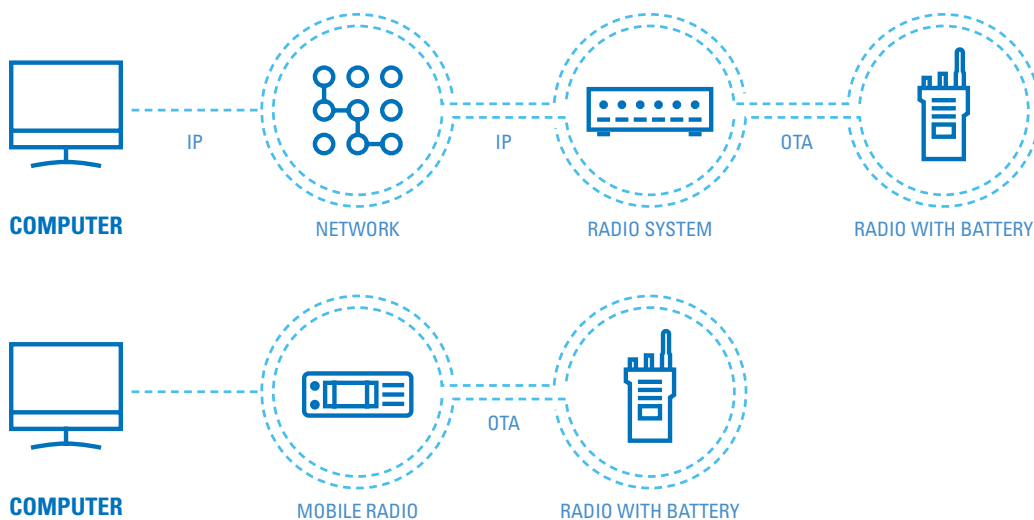 IP
IP
OTA
COMPUTER
NETWORK
RADIO SYSTEM
RADIO WITH BATTERY
OTA
COMPUTER
MOBILE RADIO
RADIO WITH BATTERY